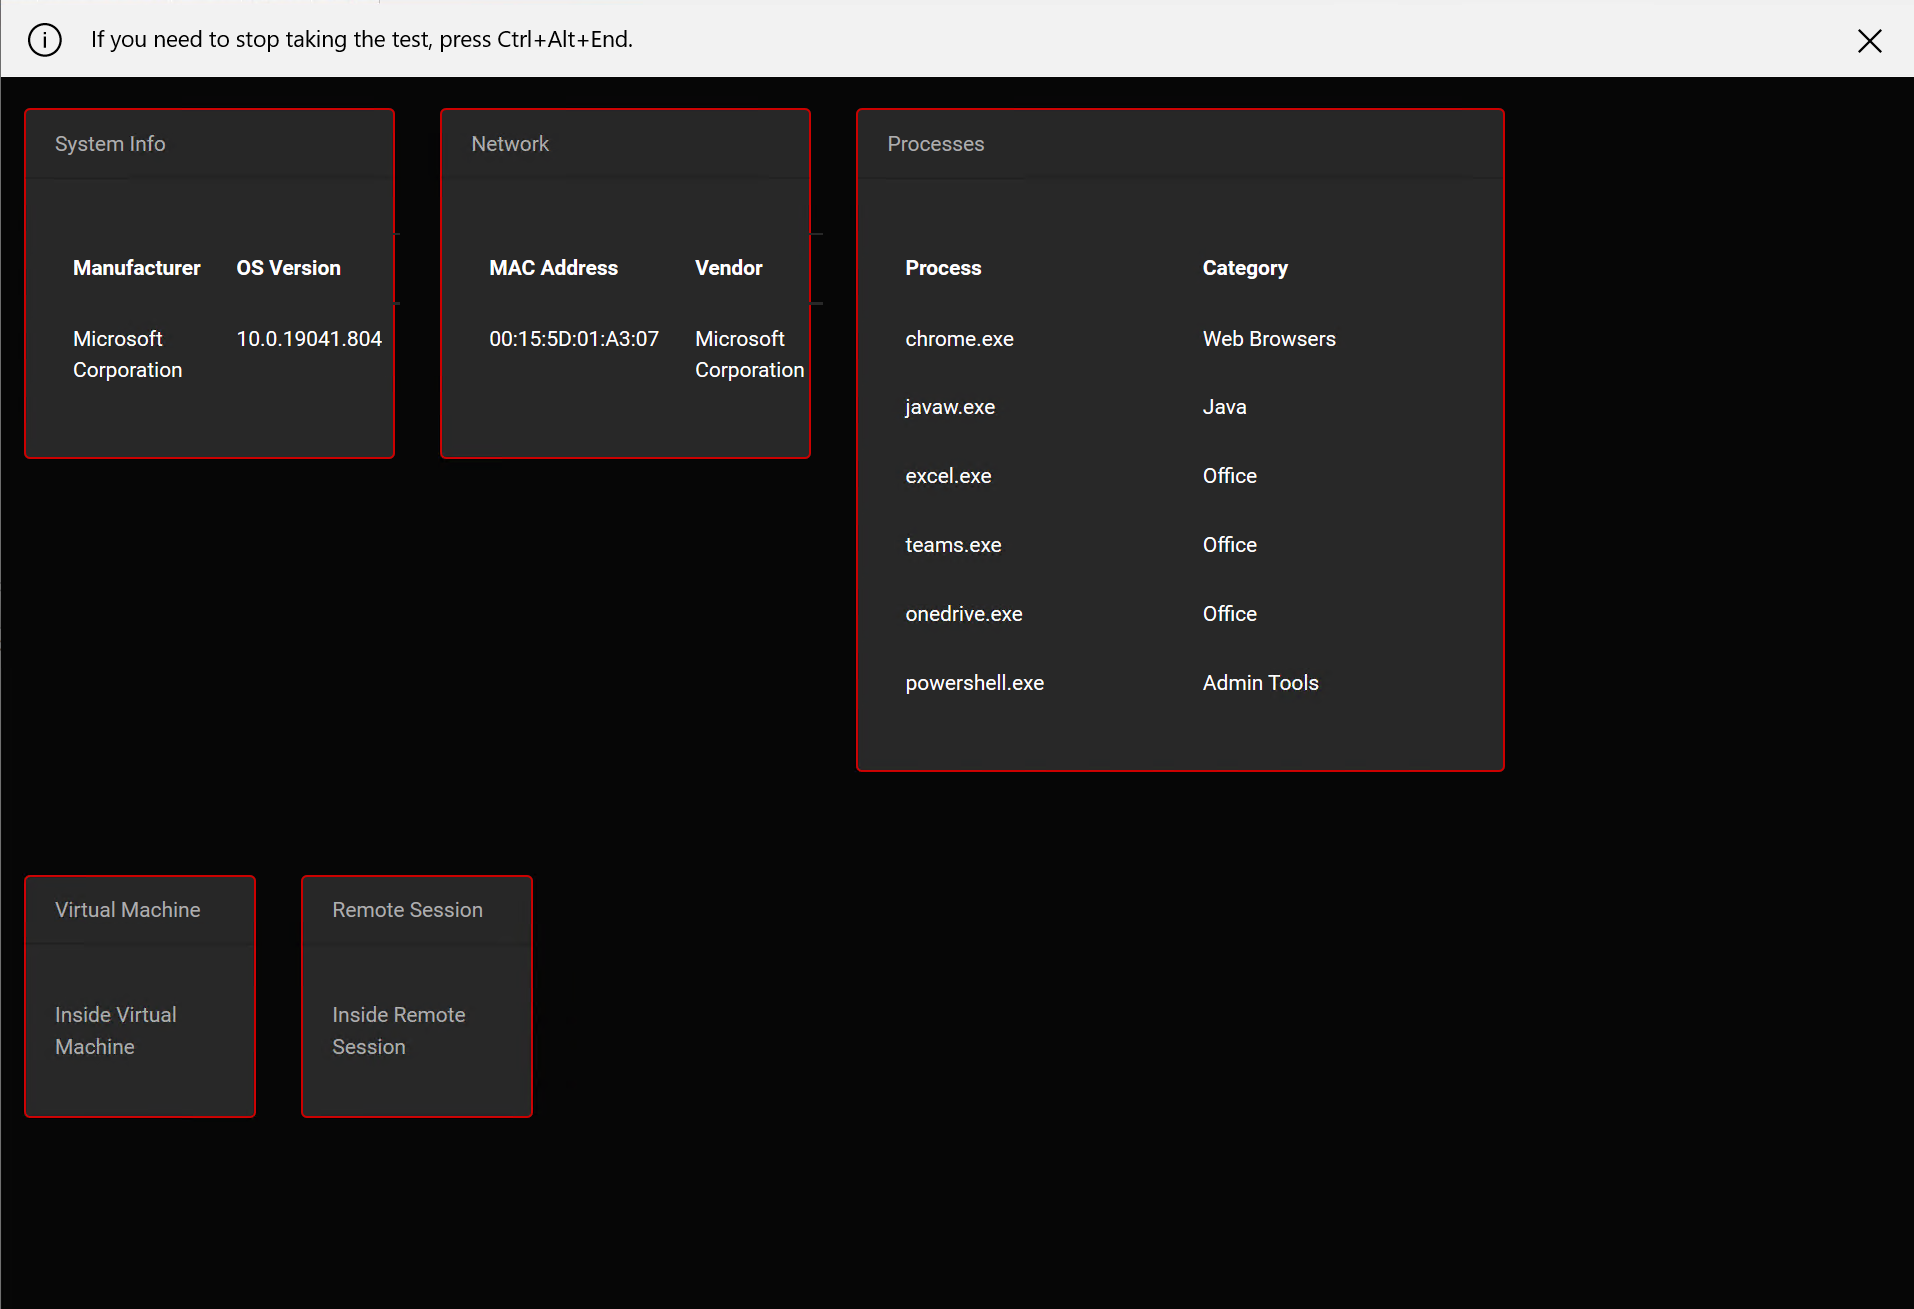 If you need to stop taking the test, press Ctrl+Alt+End.
System Info
Manufacturer OS Version
Microsoft Corporation 10.0.19041.804
Network
MAC Address Vendor
00:15:5D:01:A3:07 Microsoft Corporation
Processes
Process Category
chrome.exe Web Browsers
javaw.exe Java
excel.exe Office
teams.exe Office
onedrive.exe Office
powershell.exe Admin Tools
Virtual Machine
Inside Virtual
Machine
Remote Session
Inside Remote
Session